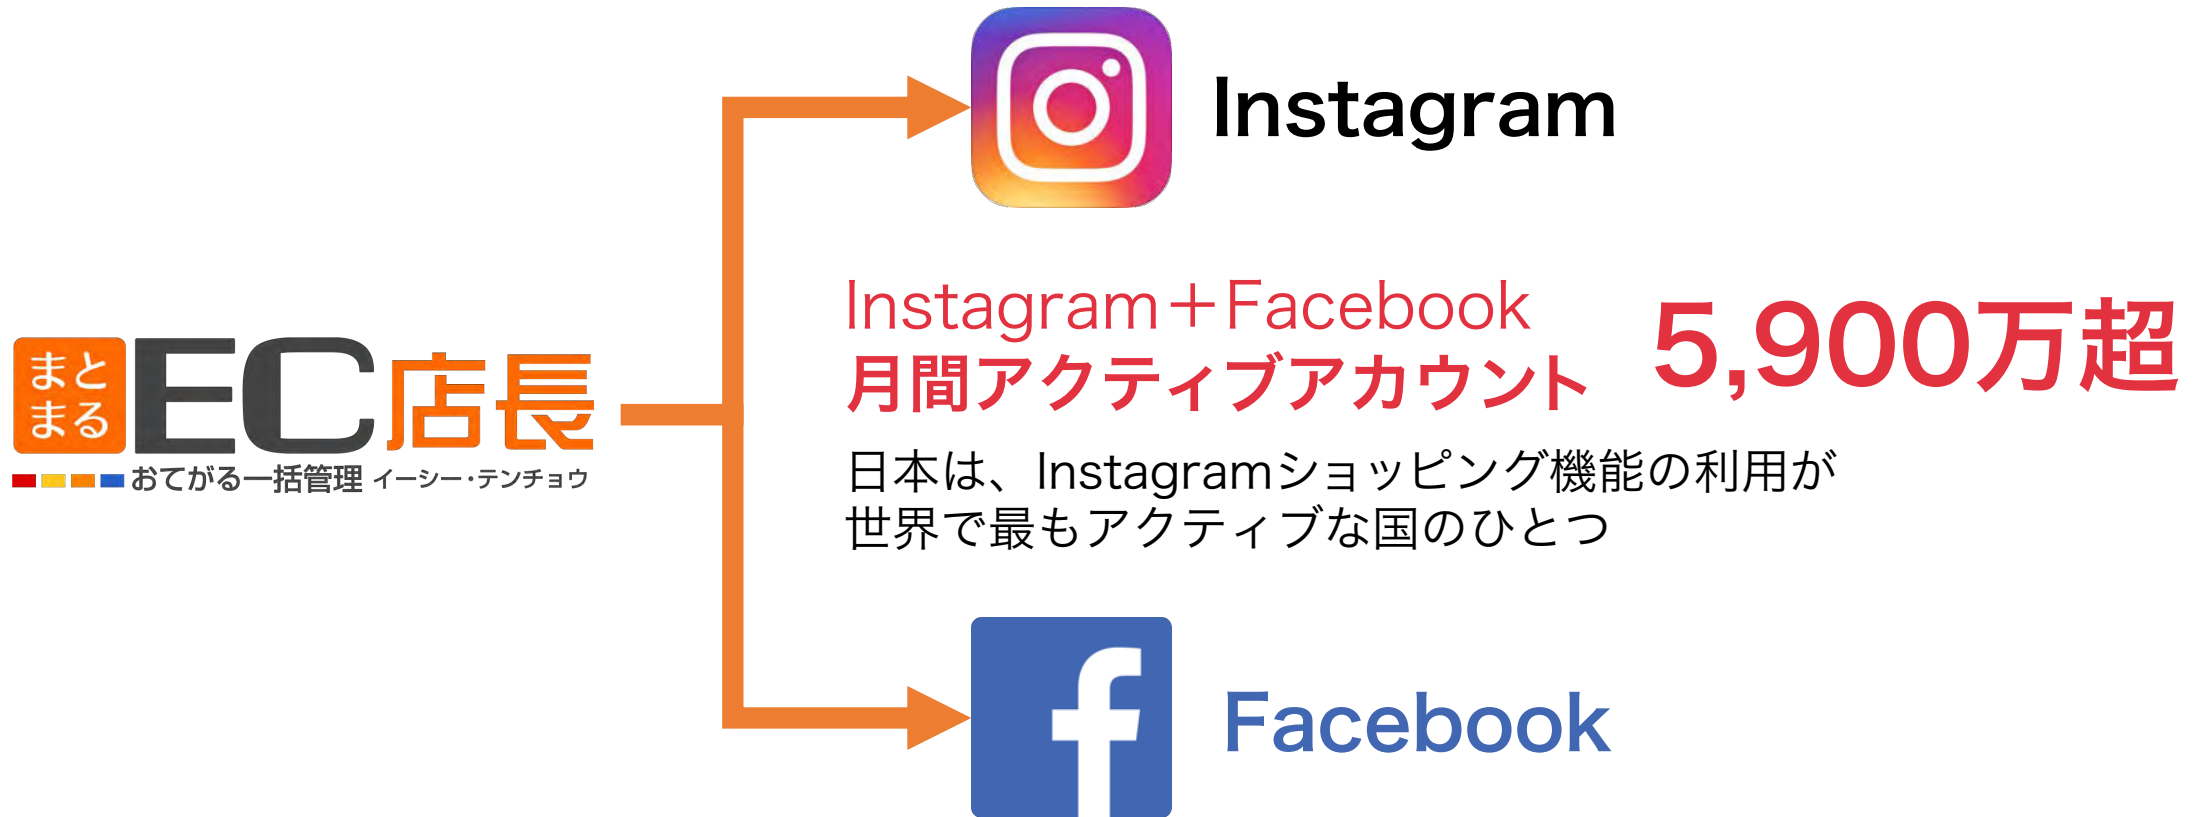 Instagram
Instagram＋Facebook
月間アクティブアカウント
5,900万超
まと
まる
EC店長
おてがる一括管理 イーシー・テンチョウ
日本は、Instagramショッピング機能の利用が
世界で最もアクティブな国のひとつ
Facebook